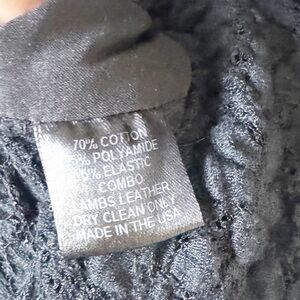 70% COTTON
5% POLYAMIDE
ELASTIC
COMBO
LAMBS LEATHER
DRY CLEAN ONLY
MADE IN THE USA